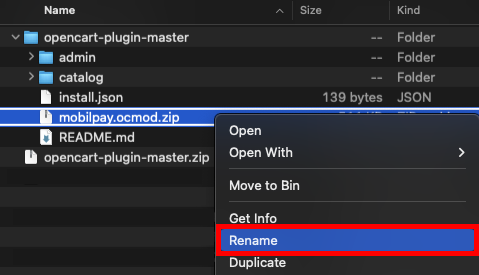 Name Size Kind
opencart-plugin-master -- Folder
admin -- Folder
catalog -- Folder
install.json 139 bytes JSON
mobilpay.ocmod.zip
README.md
opencart-plugin-master.zip
Open
Open With
Move to Bin
Get Info
Rename
Duplicate